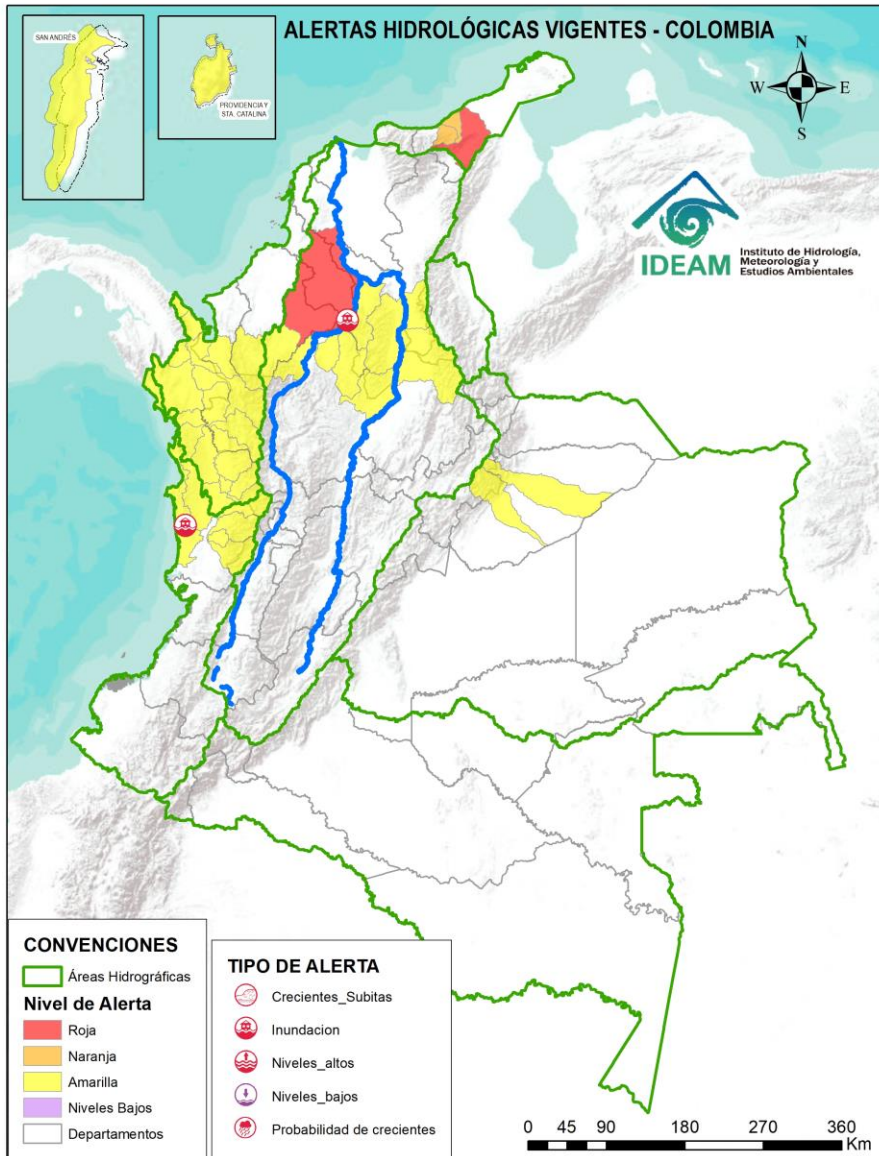 SAN ANDRÉS
PROVIDENCIA Y
STA. CATALINA
ALERTAS HIDROLÓGICAS VIGENTES - COLOMBIA
N
W
E
S
IDEAM
Instituto de Hidrología,
Meteorología y
Estudios Ambientales
CONVENCIONES
Áreas Hidrográficas
Nivel de Alerta
Roja
Naranja
Amarilla
Niveles Bajos
Departamentos
TIPO DE ALERTA
Crecientes_Subitas
Inundacion
Niveles_altos
Niveles_bajos
Probabilidad de crecientes
0 45 90 180 270 360
Km